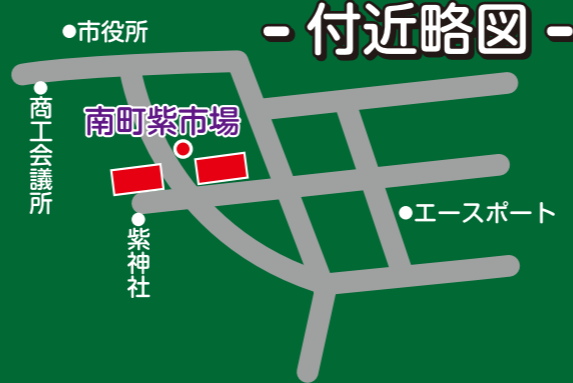 - 付近略図 -
●市役所
商工会議所
南町紫市場
紫神社
●エースポート